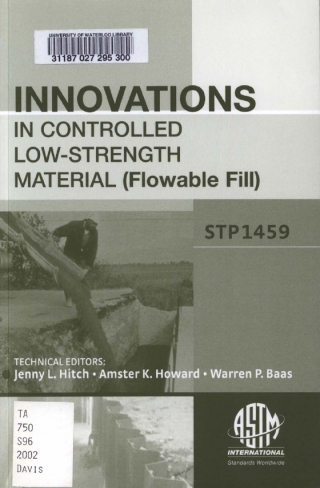 UNIVERSITY OF WATERLOO LIBRARY
31187 027 295 300
INNOVATIONS
IN CONTROLLED
LOW-STRENGTH
MATERIAL (Flowable Fill)
STP1459
TECHNICAL EDITORS:
Jenny L. Hitch • Amster K. Howard • Warren P. Baas
TA
750
S96
2002
DAVIS
ASTM
INTERNATIONAL
Standards Worldwide